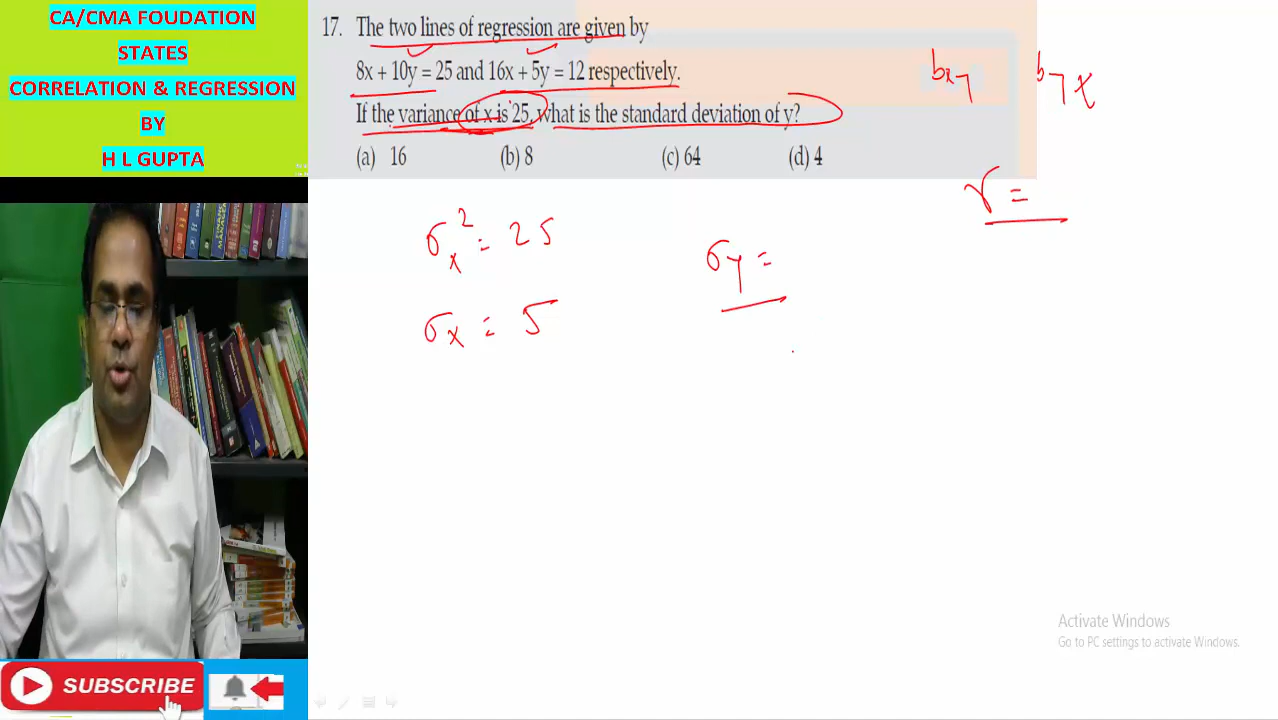 CA/CMA FOUDATION
STATES
CORRELATION & REGRESSION
BY
H L GUPTA
17. The two lines of regression are given by
8x + 10y = 25 and 16x + 5y = 12 respectively.
If the variance of x is 25, what is the standard deviation of y?
(a) 16 (b) 8 (c) 64 (d) 4
bxy byx
r =
σx² = 25
σy =
σx = 5
Activate Windows
Go to PC settings to activate Windows.
SUBSCRIBE